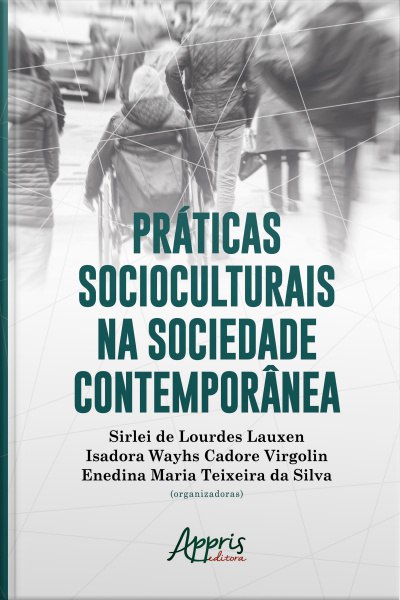 PRÁTICAS
SOCIOCULTURAIS
NA SOCIEDADE
CONTEMPORÂNEA
Sirlei de Lourdes Lauxen
Isadora Wayhs Cadore Virgolin
Enedina Maria Teixeira da Silva
(organizadoras)
Appris
editora